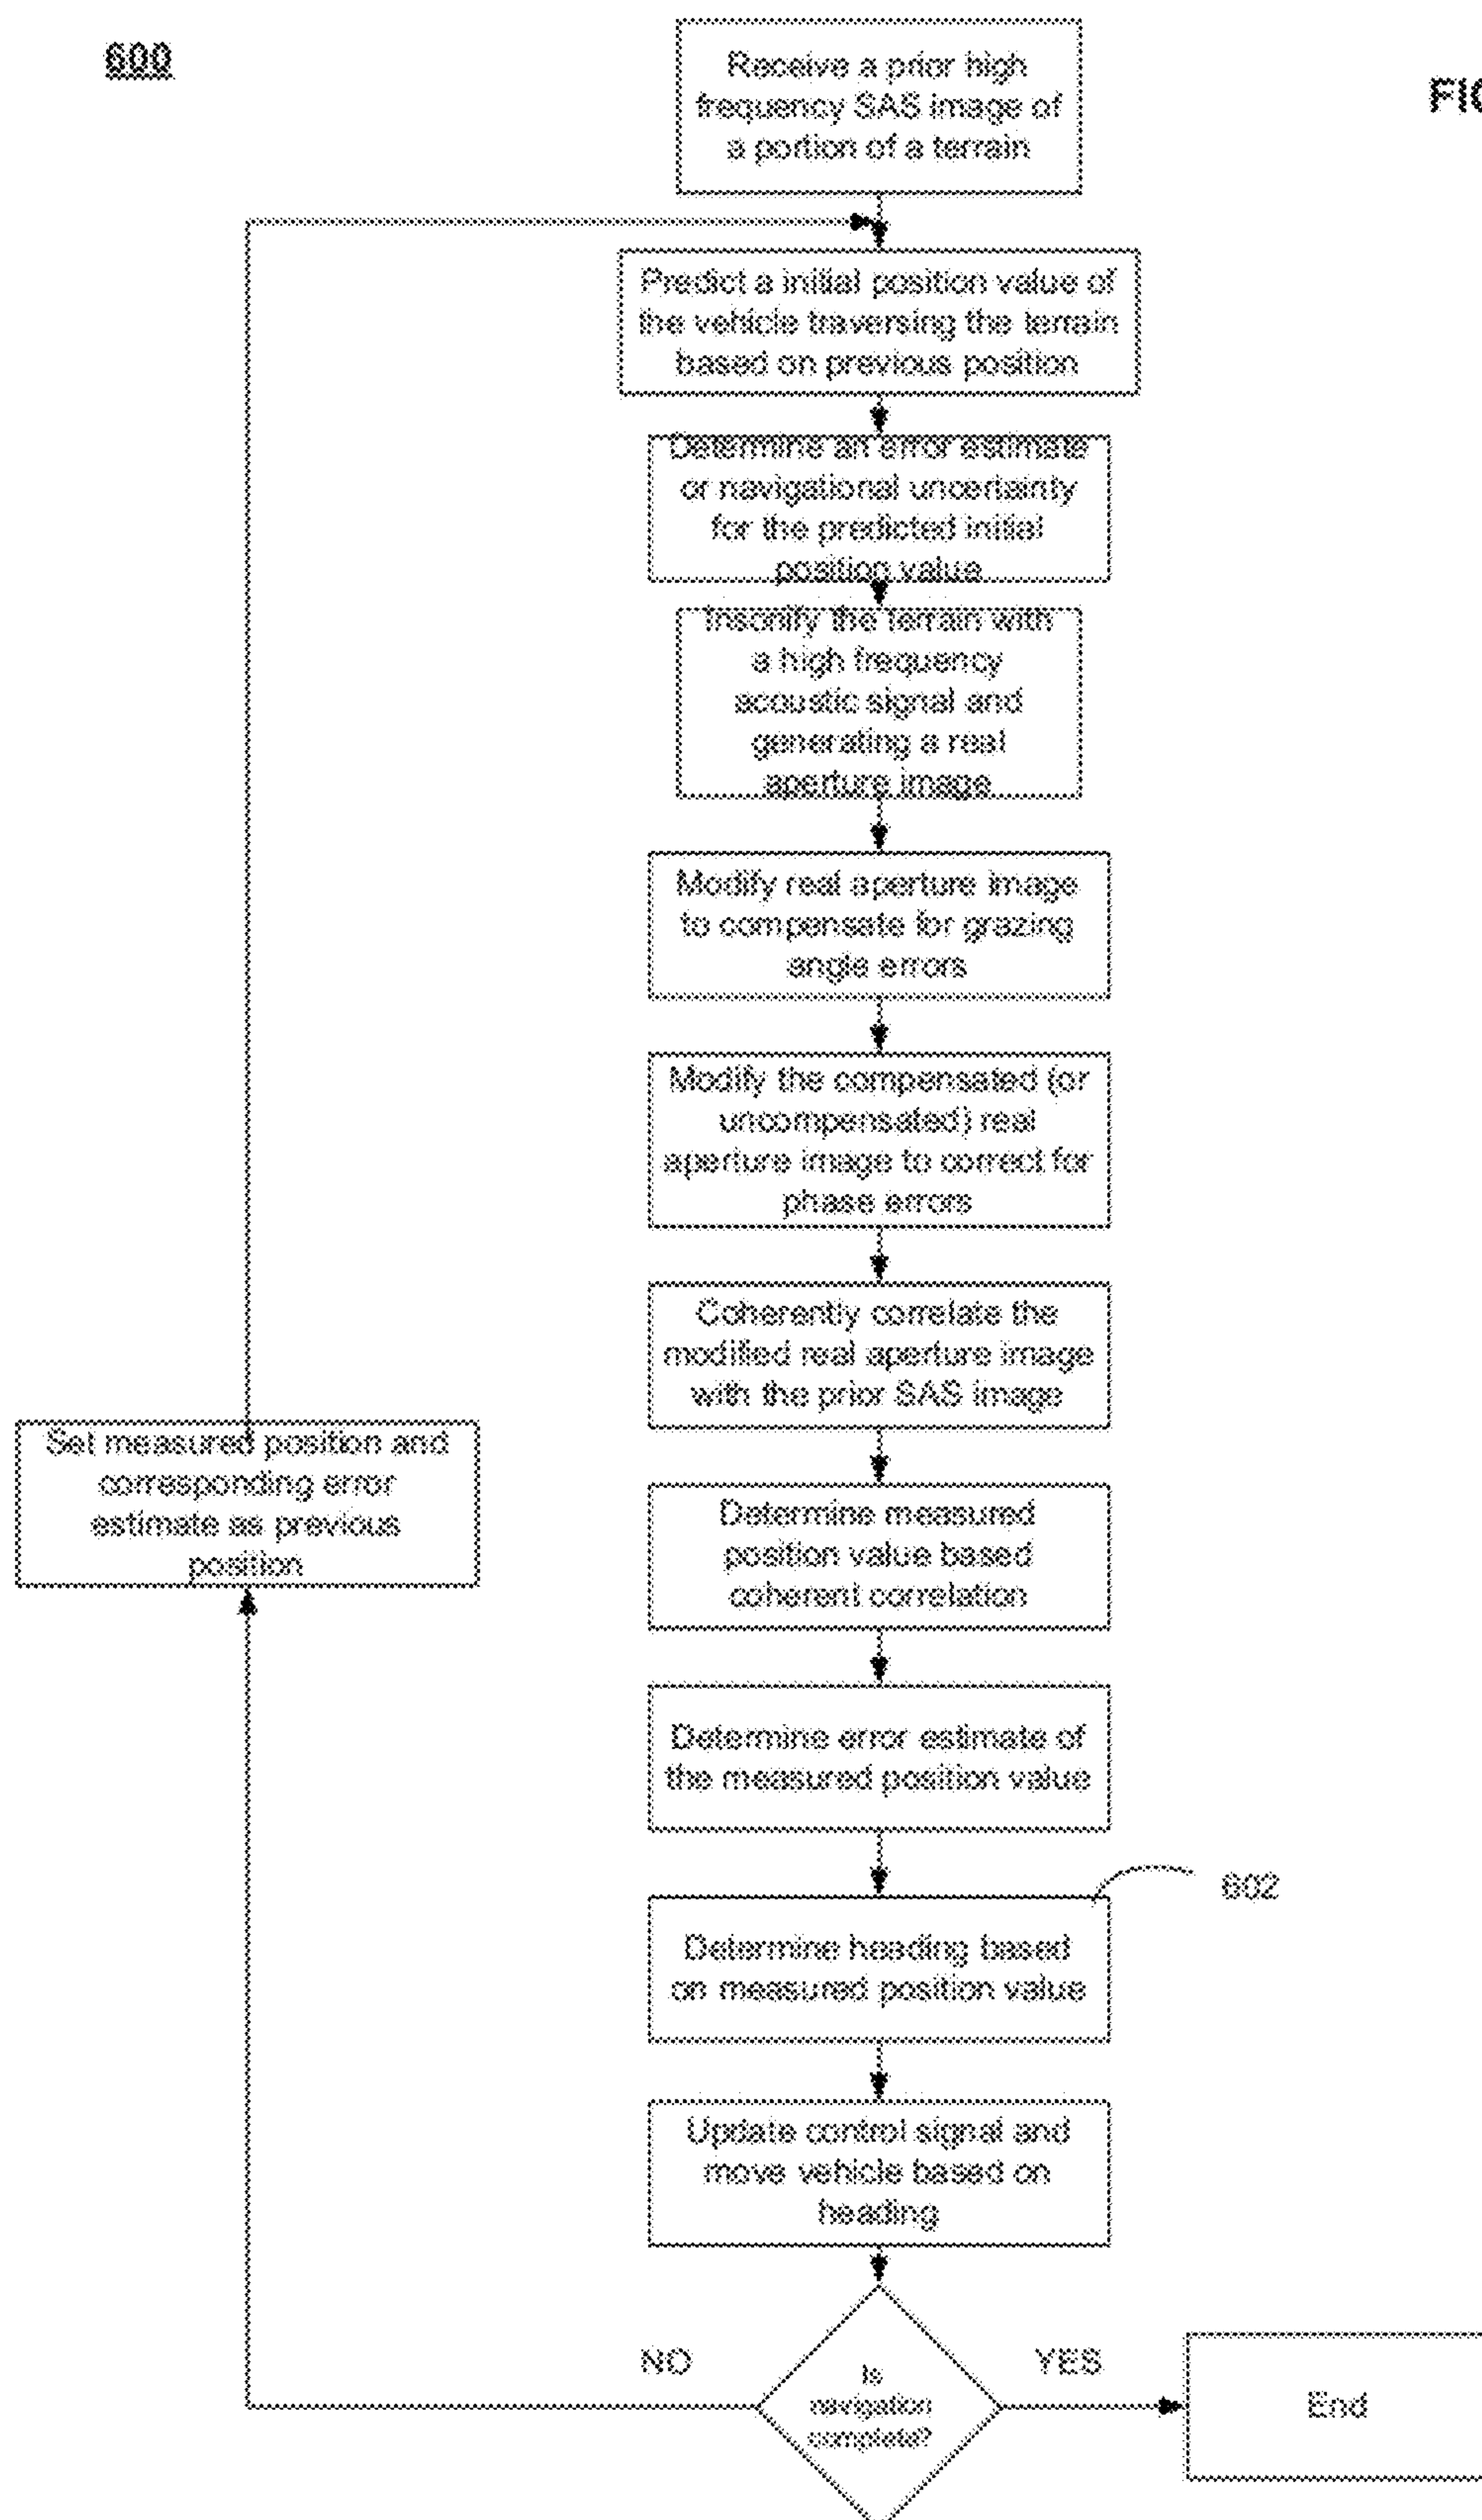 600
FIG
Receive a prior high
frequency SAS image of
a portion of a terrain
Predict a initial position value of
the vehicle traversing the terrain
based on previous position
Determine an error estimate
or navigational uncertainty
for the predicted initial
position value
Insonify the terrain with
a high frequency
acoustic signal and
generating a real
aperture image
Modify real aperture image
to compensate for grazing
angle errors
Modify the compensated (or
uncompensated) real
aperture image to correct for
phase errors
Coherently correlate the
modified real aperture image
with the prior SAS image
Set measured position and
corresponding error
estimate as previous
position
Determine measured
position value based
coherent correlation
Determine error estimate of
the measured position value
602
Determine heading based
on measured position value
Update control signal and
move vehicle based on
heading
NO
Is
navigation
complete?
YES
End